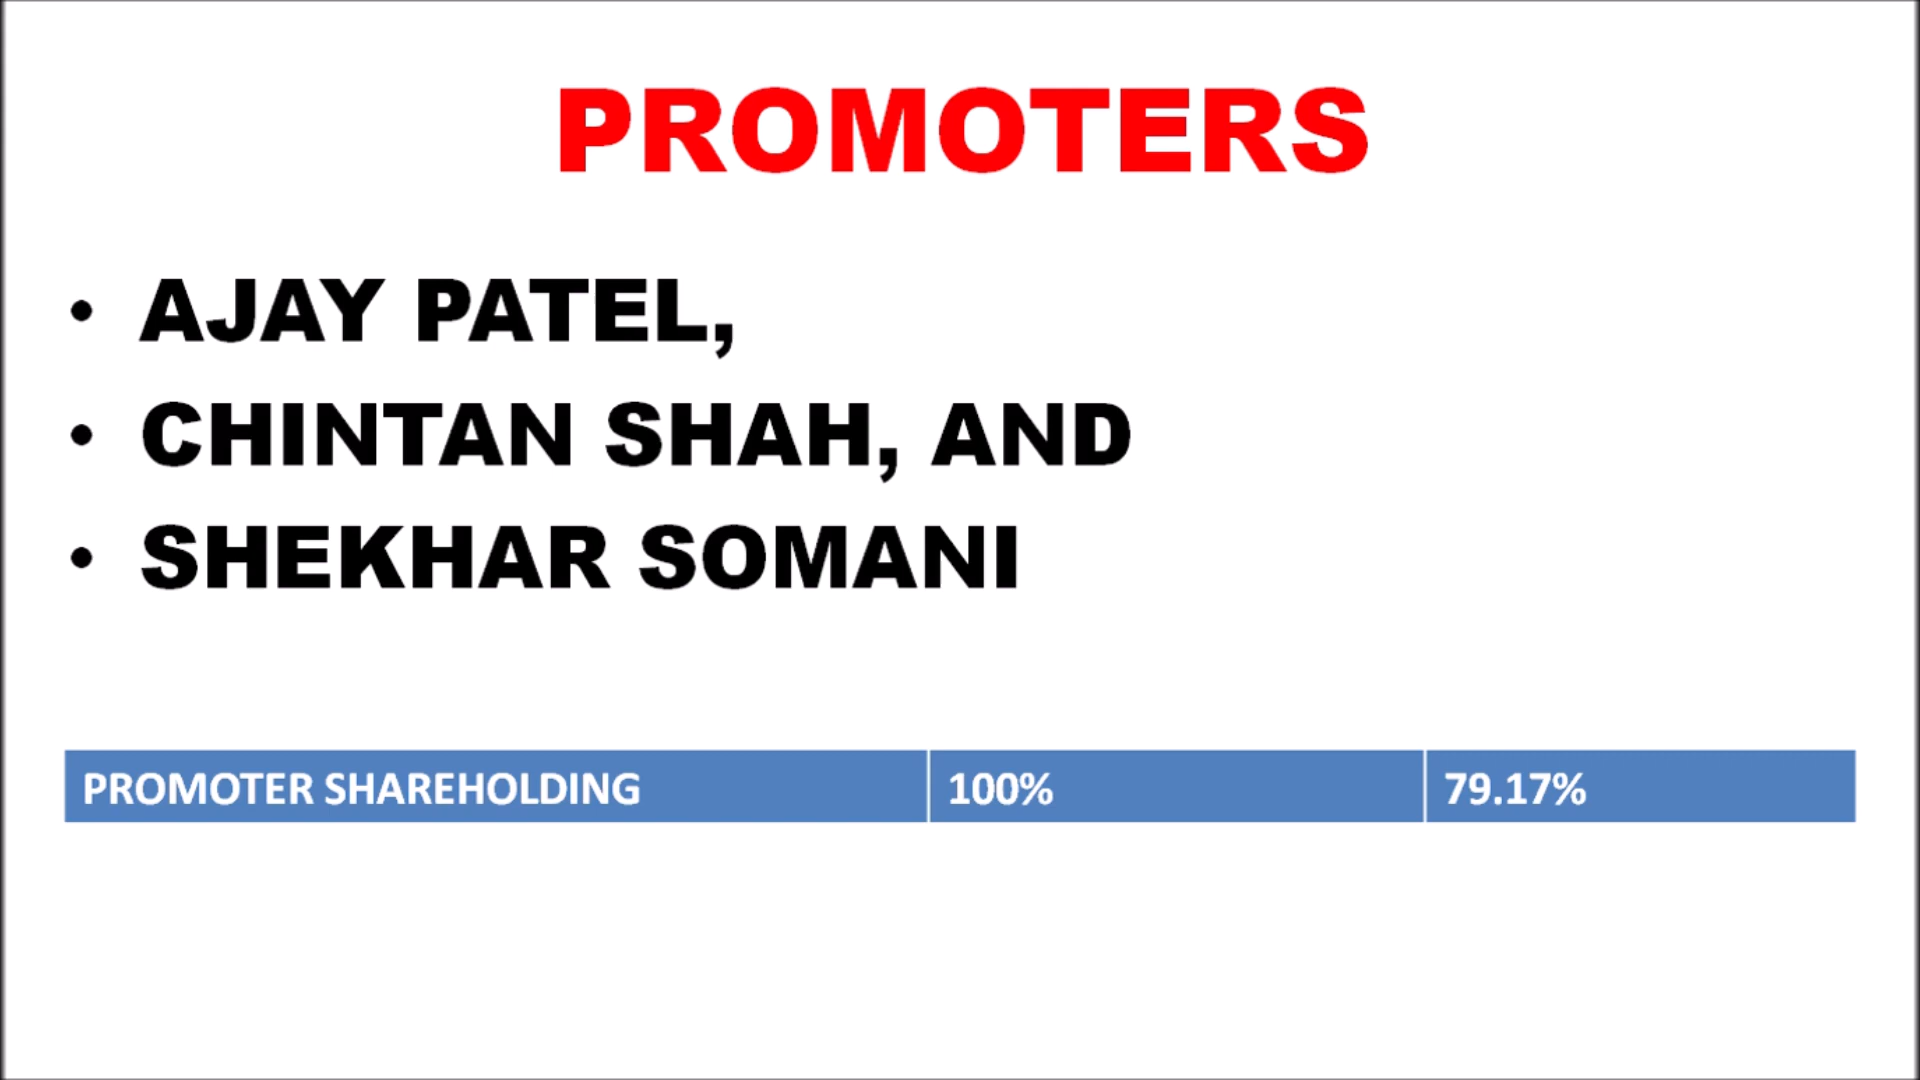 PROMOTERS
• AJAY PATEL,
• CHINTAN SHAH, AND
• SHEKHAR SOMANI
PROMOTER SHAREHOLDING 100% 79.17%